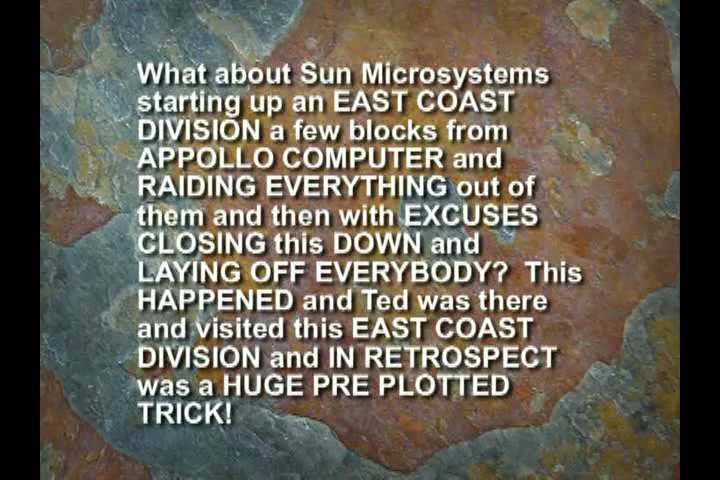 What about Sun Microsystems
starting up an EAST COAST
DIVISION a few blocks from
APPOLLO COMPUTER and
RAIDING EVERYTHING out of
them and then with EXCUSES
CLOSING this DOWN and
LAYING OFF EVERYBODY?  This
HAPPENED and Ted was there
and visited this EAST COAST
DIVISION and IN RETROSPECT
was a HUGE PRE PLOTTED
TRICK!